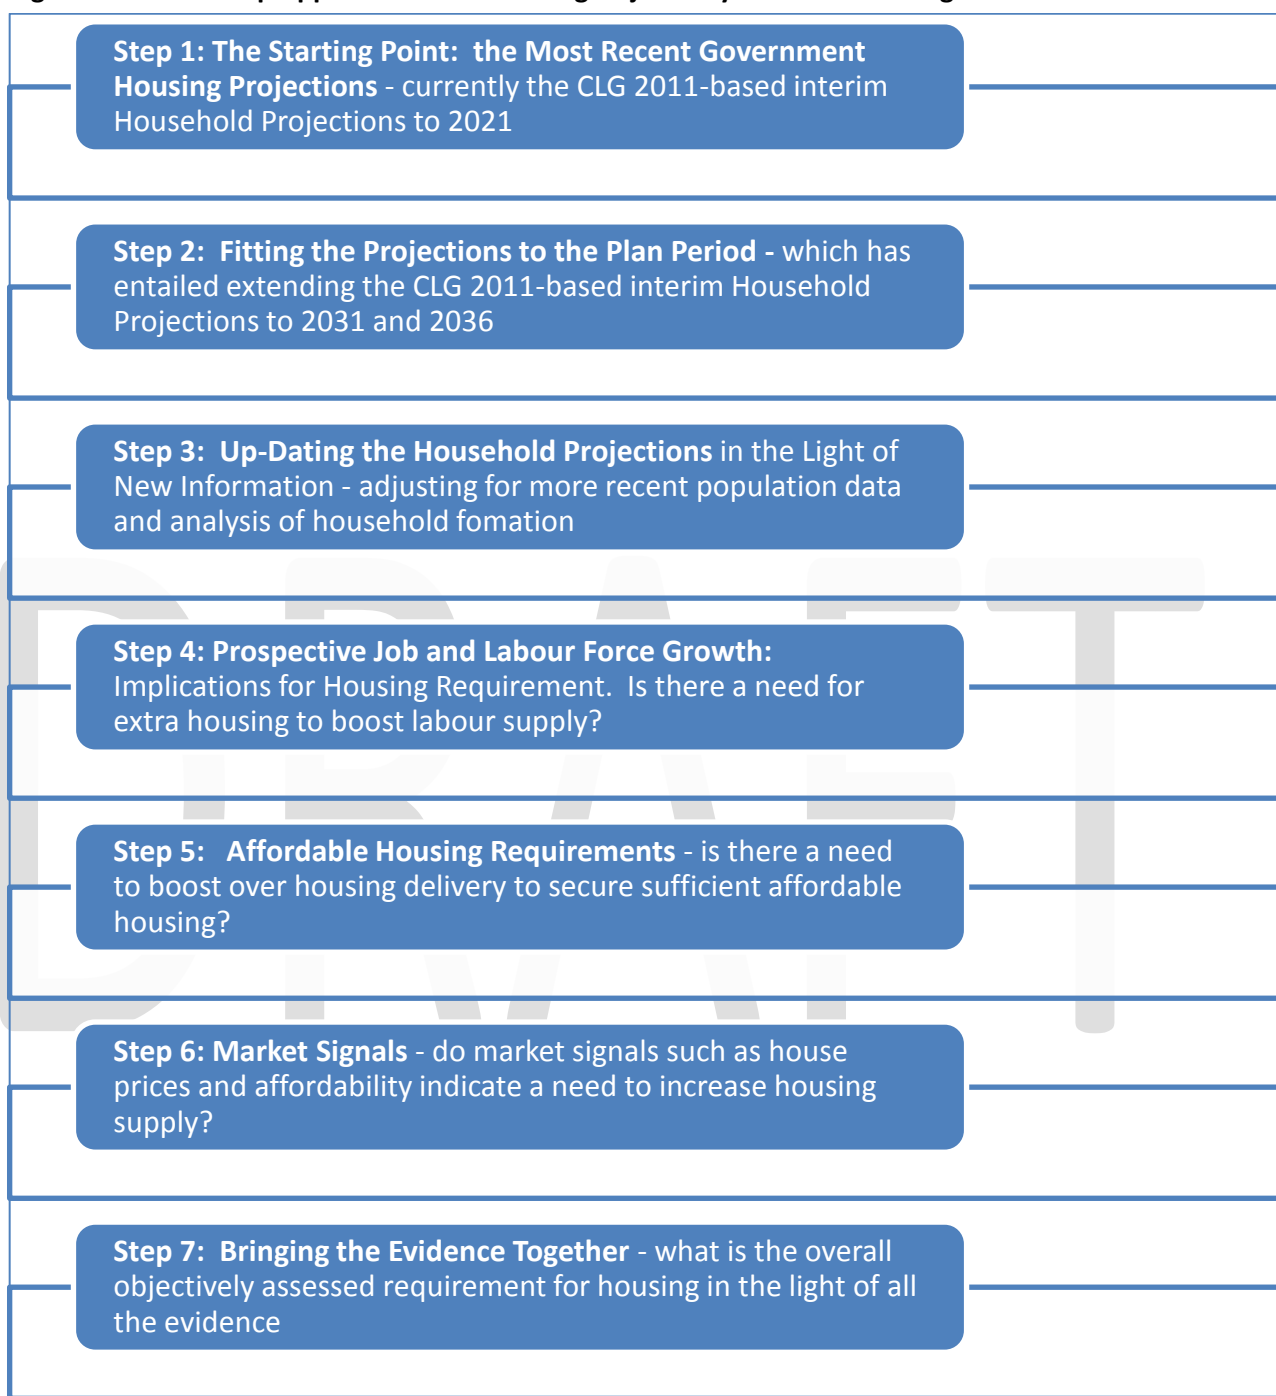 Step 1: The Starting Point:  the Most Recent Government
Housing Projections - currently the CLG 2011-based interim
Household Projections to 2021
Step 2:  Fitting the Projections to the Plan Period - which has
entailed extending the CLG 2011-based interim Household
Projections to 2031 and 2036
Step 3:  Up-Dating the Household Projections in the Light of
New Information - adjusting for more recent population data
and analysis of household fomation
DRAFT
Step 4: Prospective Job and Labour Force Growth:
Implications for Housing Requirement.  Is there a need for
extra housing to boost labour supply?
Step 5:   Affordable Housing Requirements - is there a need
to boost over housing delivery to secure sufficient affordable
housing?
Step 6: Market Signals - do market signals such as house
prices and affordability indicate a need to increase housing
supply?
Step 7:  Bringing the Evidence Together - what is the overall
objectively assessed requirement for housing in the light of all
the evidence